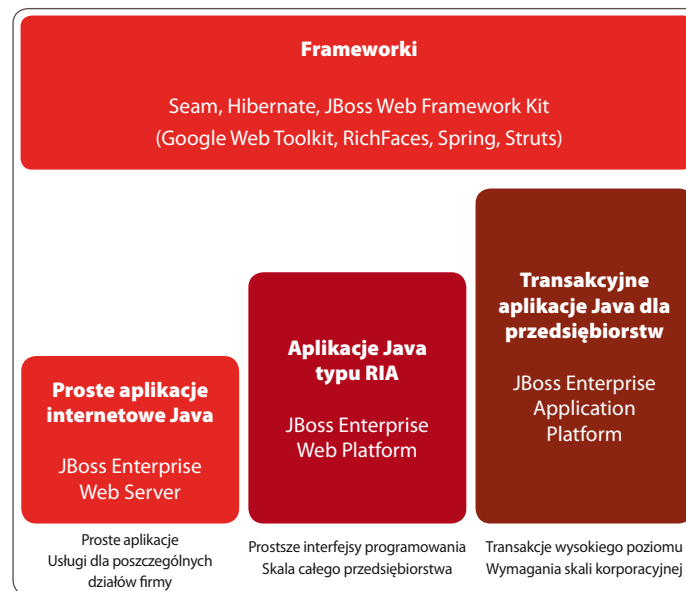 Frameworki
Seam, Hibernate, JBoss Web Framework Kit
(Google Web Toolkit, RichFaces, Spring, Struts)
Proste aplikacje
internetowe Java
JBoss Enterprise
Web Server
Proste aplikacje
Usługi dla poszczególnych
działów firmy
Aplikacje Java
typu RIA
JBoss Enterprise
Web Platform
Prostsze interfejsy programowania
Skala całego przedsiębiorstwa
Transakcyjne
aplikacje Java dla
przedsiębiorstw
JBoss Enterprise
Application
Platform
Transakcje wysokiego poziomu
Wymagania skali korporacyjnej